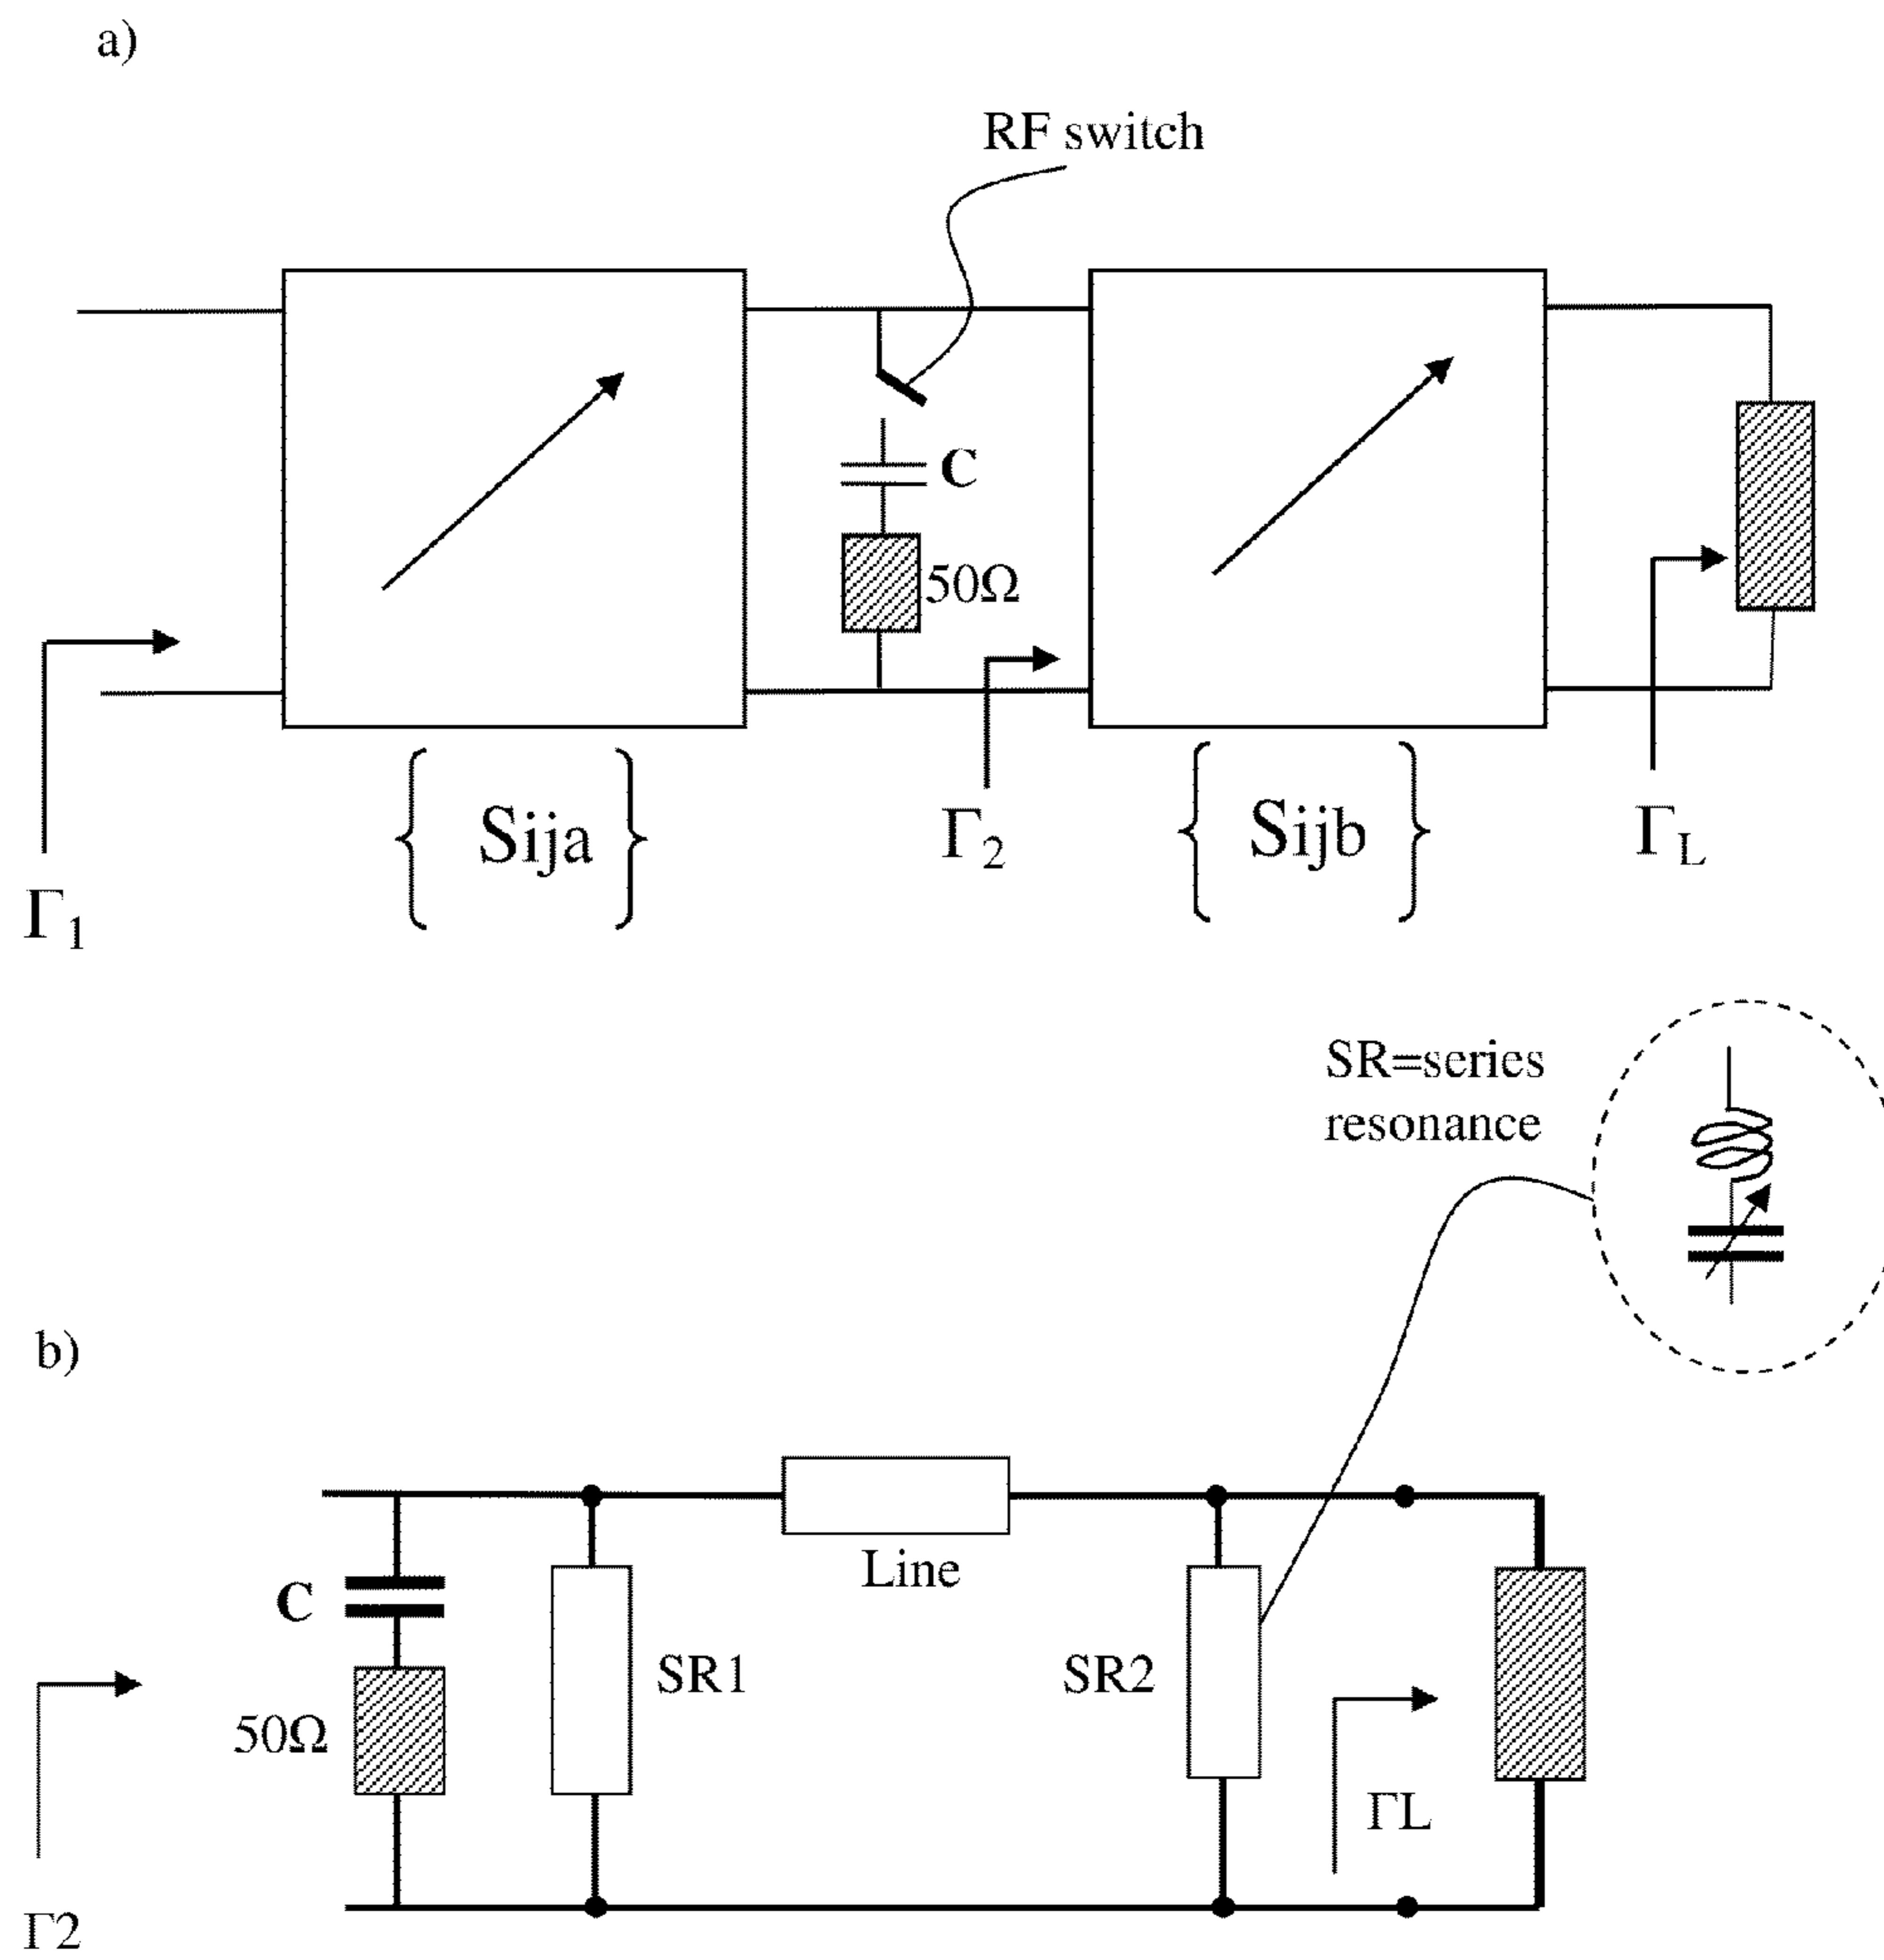 a)
RF switch
C
50Ω
Γ1
Sija
Γ2
Sijb
ΓL
SR=series
resonance
b)
Line
C
SR1
SR2
50Ω
ΓL
Γ2